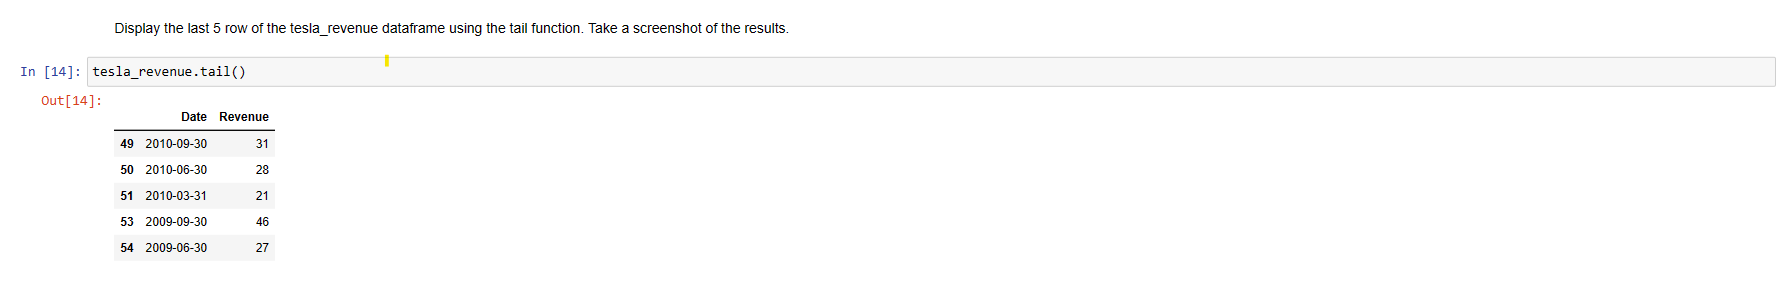 Display the last 5 row of the tesla_revenue dataframe using the tail function. Take a screenshot of the results.
In [14]: tesla_revenue.tail()
Out[14]:
Date Revenue
49 2010-09-30 31
50 2010-06-30 28
51 2010-03-31 21
53 2009-09-30 46
54 2009-06-30 27